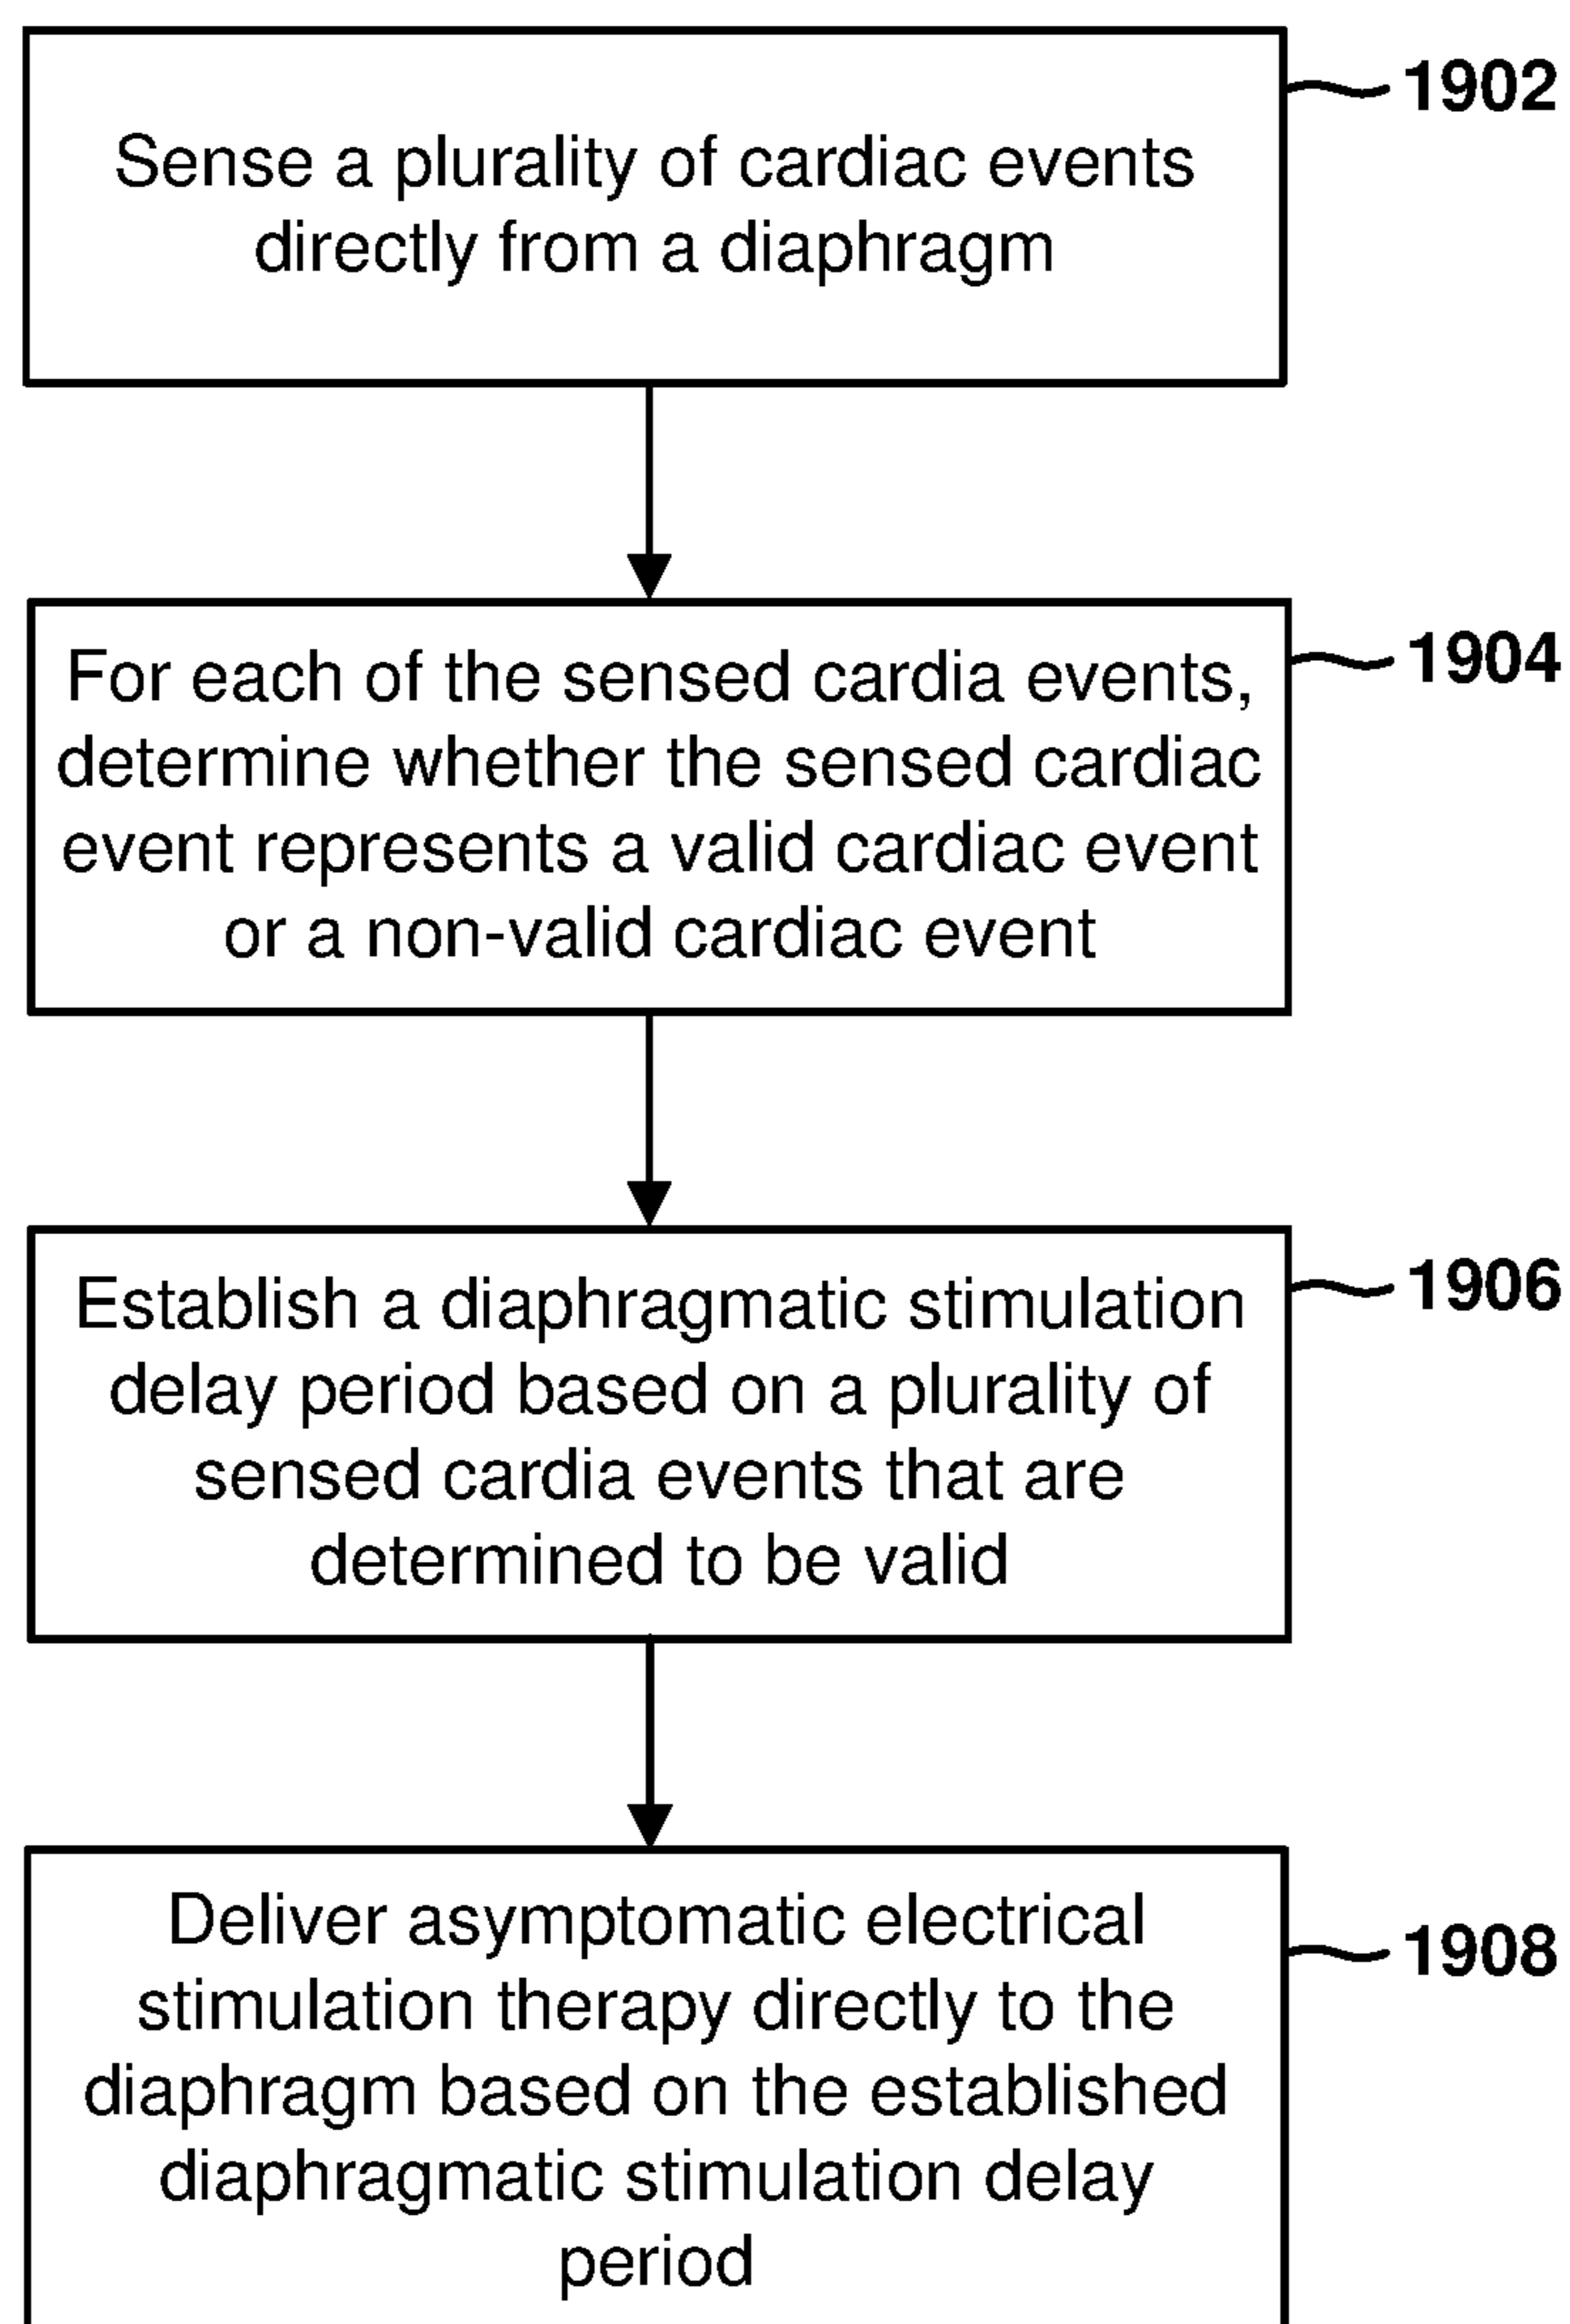 1902
Sense a plurality of cardiac events
directly from a diaphragm
1904
For each of the sensed cardia events,
determine whether the sensed cardiac
event represents a valid cardiac event
or a non-valid cardiac event
1906
Establish a diaphragmatic stimulation
delay period based on a plurality of
sensed cardia events that are
determined to be valid
1908
Deliver asymptomatic electrical
stimulation therapy directly to the
diaphragm based on the established
diaphragmatic stimulation delay
period